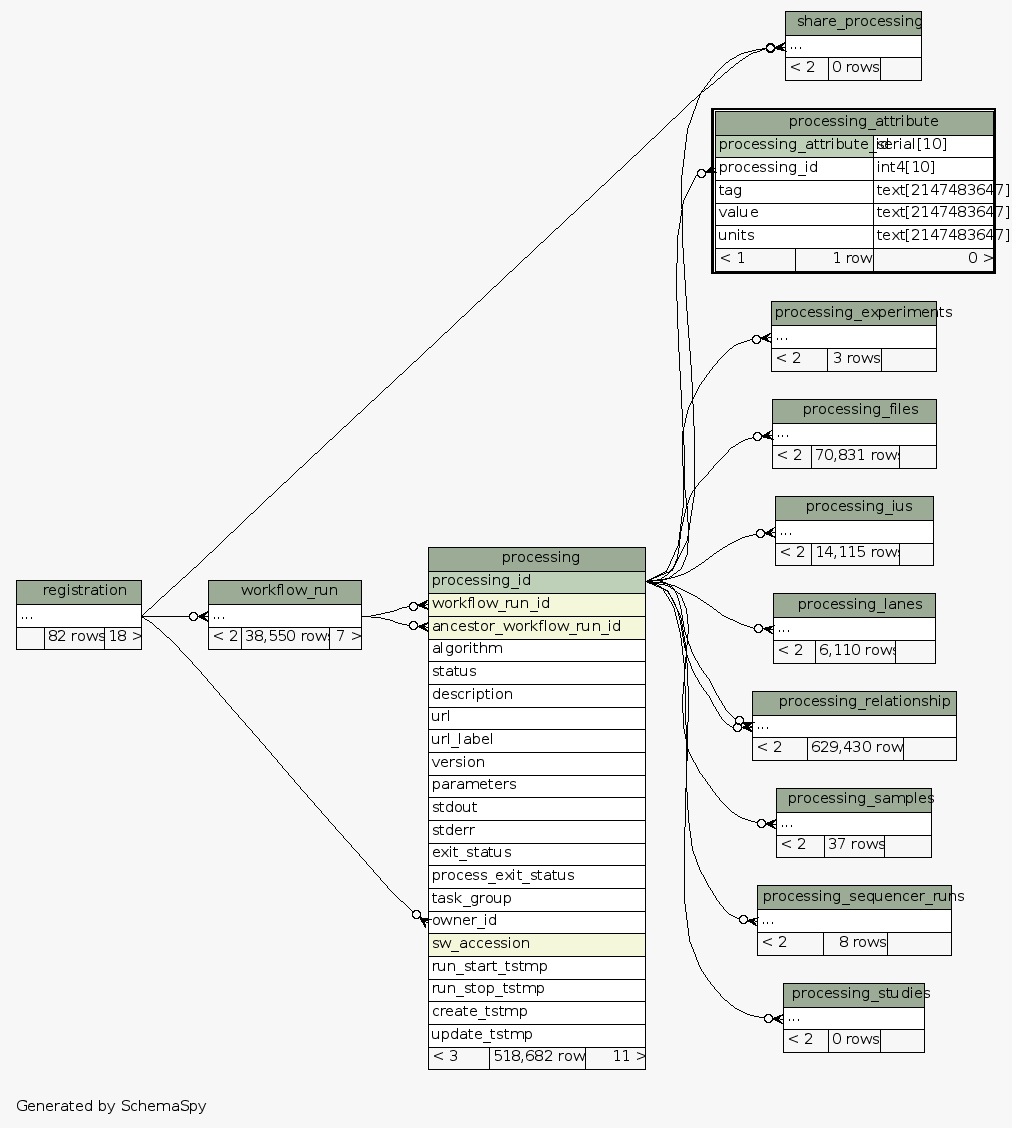 share_processing
...
< 2 0 rows
processing_attribute
processing_attribute_id serial[10]
processing_id int4[10]
tag text[2147483647]
value text[2147483647]
units text[2147483647]
< 1 1 row 0 >
processing_experiments
...
< 2 3 rows
processing_files
...
< 2 70,831 rows
processing_ius
...
< 2 14,115 rows
processing_lanes
...
< 2 6,110 rows
processing_relationship
...
< 2 629,430 row
processing_samples
...
< 2 37 rows
processing_sequencer_runs
...
< 2 8 rows
processing_studies
...
< 2 0 rows
registration
...
82 rows 18 >
workflow_run
...
< 2 38,550 rows 7 >
processing
processing_id
workflow_run_id
ancestor_workflow_run_id
algorithm
status
description
url
url_label
version
parameters
stdout
stderr
exit_status
process_exit_status
task_group
owner_id
sw_accession
run_start_tstmp
run_stop_tstmp
create_tstmp
update_tstmp
< 3 518,682 row 11 >
Generated by SchemaSpy